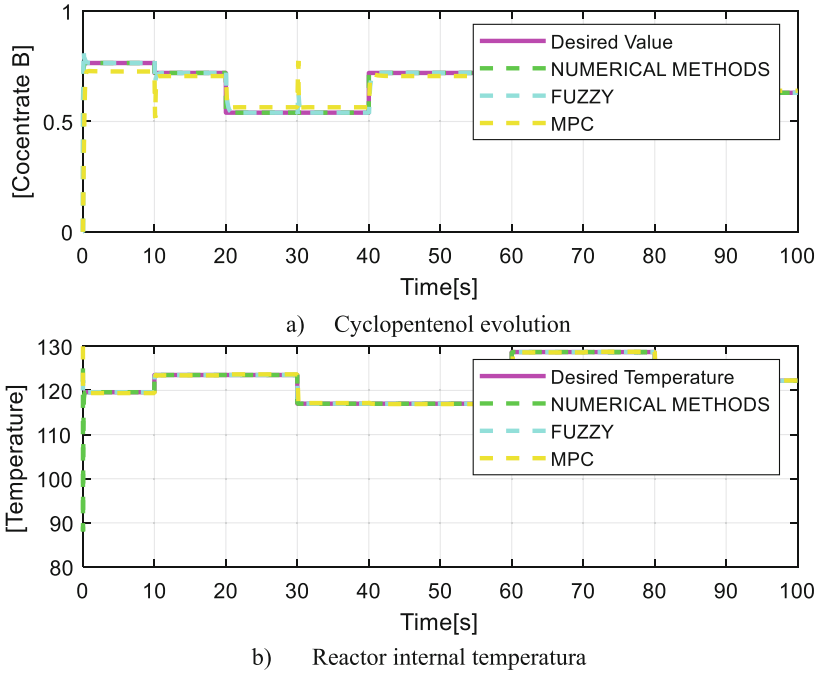 1
0.5
0
[Cocentrate B]
Desired Value
NUMERICAL METHODS
FUZZY
MPC
0 10 20 30 40 50 60 70 80 90 100
Time[s]
a) Cyclopentenol evolution
130
120
110
100
90
80
[Temperature]
Desired Temperature
NUMERICAL METHODS
FUZZY
MPC
0 10 20 30 40 50 60 70 80 90 100
Time[s]
b) Reactor internal temperatura